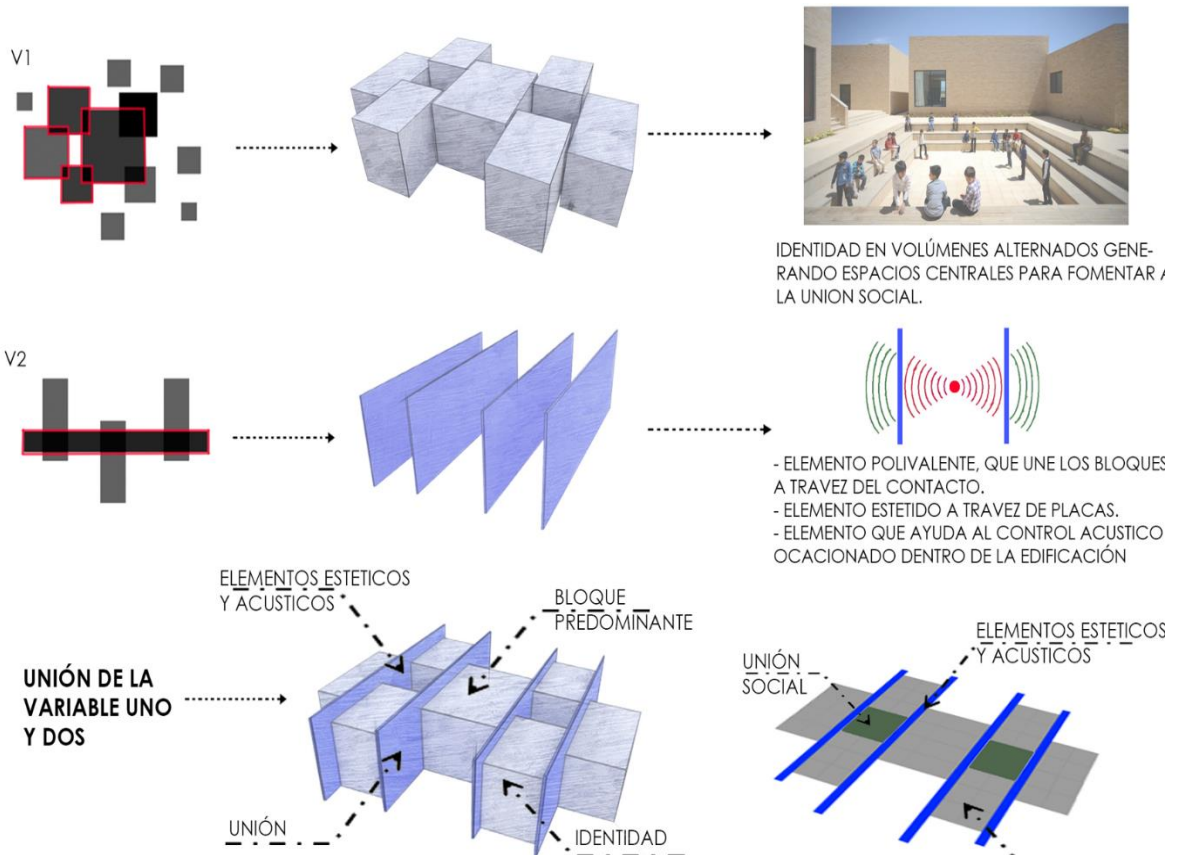 V1
IDENTIDAD EN VOLÚMENES ALTERNADOS GENE-
RANDO ESPACIOS CENTRALES PARA FOMENTAR A
LA UNION SOCIAL.
V2
- ELEMENTO POLIVALENTE, QUE UNE LOS BLOQUES
A TRAVEZ DEL CONTACTO.
- ELEMENTO ESTETIDO A TRAVEZ DE PLACAS.
- ELEMENTO QUE AYUDA AL CONTROL ACUSTICO
OCACIONADO DENTRO DE LA EDIFICACIÓN
UNIÓN DE LA
VARIABLE UNO
Y DOS
ELEMENTOS ESTETICOS
Y ACUSTICOS
BLOQUE
PREDOMINANTE
UNIÓN
IDENTIDAD
UNIÓN
SOCIAL
ELEMENTOS ESTETICOS
Y ACUSTICOS